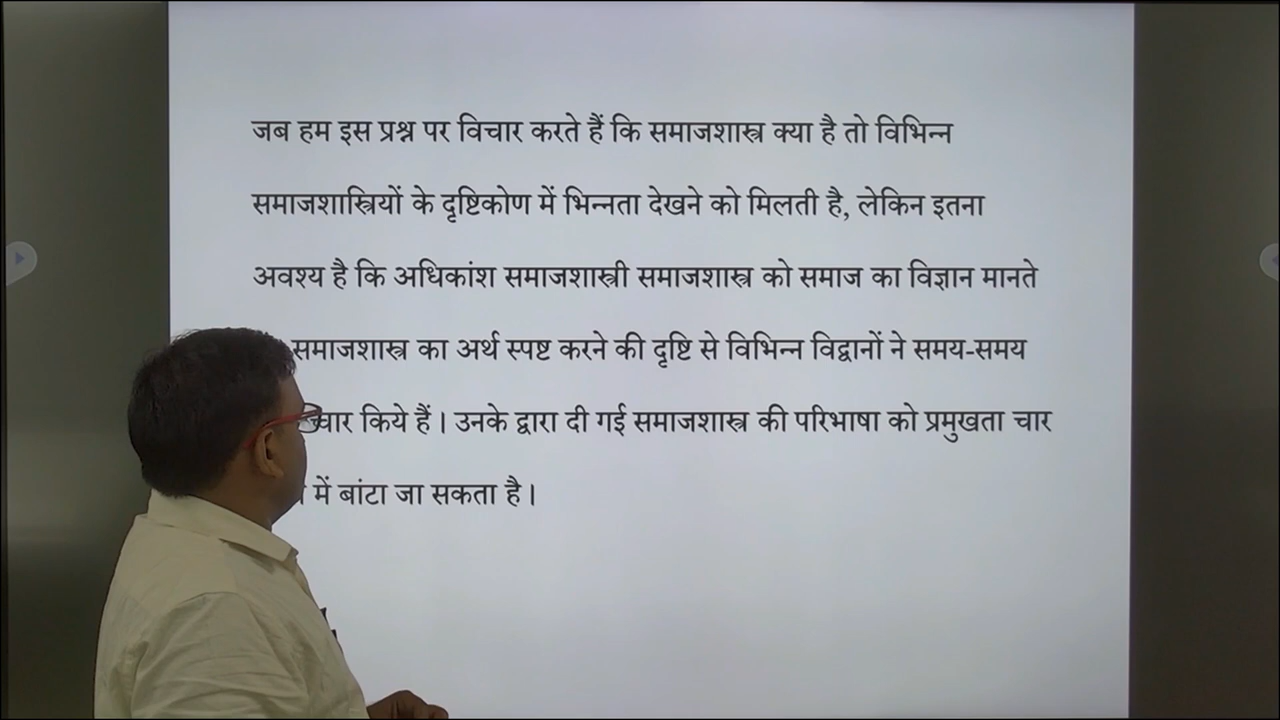 जब हम इस प्रश्न पर विचार करते हैं कि समाजशास्त्र क्या है तो विभिन्न
समाजशास्त्रियों के दृष्टिकोण में भिन्नता देखने को मिलती है, लेकिन इतना
अवश्य है कि अधिकांश समाजशास्त्री समाजशास्त्र को समाज का विज्ञान मानते
समाजशास्त्र का अर्थ स्पष्ट करने की दृष्टि से विभिन्न विद्वानों ने समय-समय
किये हैं। उनके द्वारा दी गई समाजशास्त्र की परिभाषा को प्रमुखता चार
में बांटा जा सकता है।